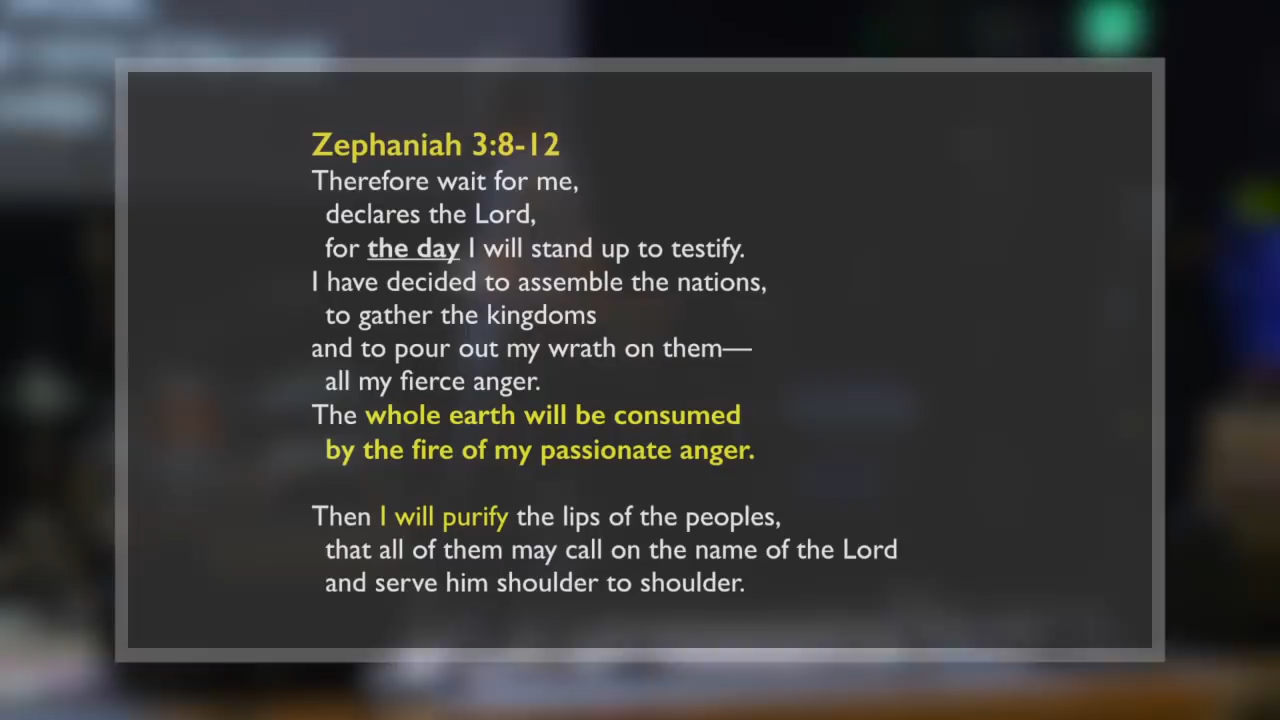 Zephaniah 3:8-12
Therefore wait for me,
declares the Lord,
for the day I will stand up to testify.
I have decided to assemble the nations,
to gather the kingdoms
and to pour out my wrath on them—
all my fierce anger.
The whole earth will be consumed
by the fire of my passionate anger.
Then I will purify the lips of the peoples,
that all of them may call on the name of the Lord
and serve him shoulder to shoulder.